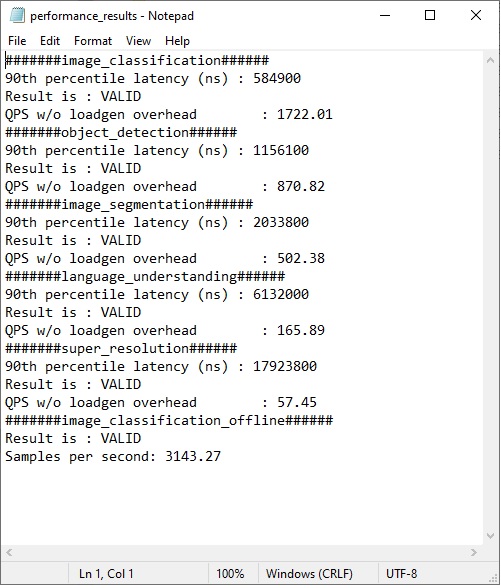 performance_results - Notepad
File Edit Format View Help
#######image_classification######
90th percentile latency (ns) : 584900
Result is : VALID
QPS w/o loadgen overhead        : 1722.01
#######object_detection######
90th percentile latency (ns) : 1156100
Result is : VALID
QPS w/o loadgen overhead        : 870.82
#######image_segmentation######
90th percentile latency (ns) : 2033800
Result is : VALID
QPS w/o loadgen overhead        : 502.38
#######language_understanding######
90th percentile latency (ns) : 6132000
Result is : VALID
QPS w/o loadgen overhead        : 165.89
#######super_resolution######
90th percentile latency (ns) : 17923800
Result is : VALID
QPS w/o loadgen overhead        : 57.45
#######image_classification_offline######
Result is : VALID
Samples per second: 3143.27
Ln 1, Col 1 100% Windows (CRLF) UTF-8